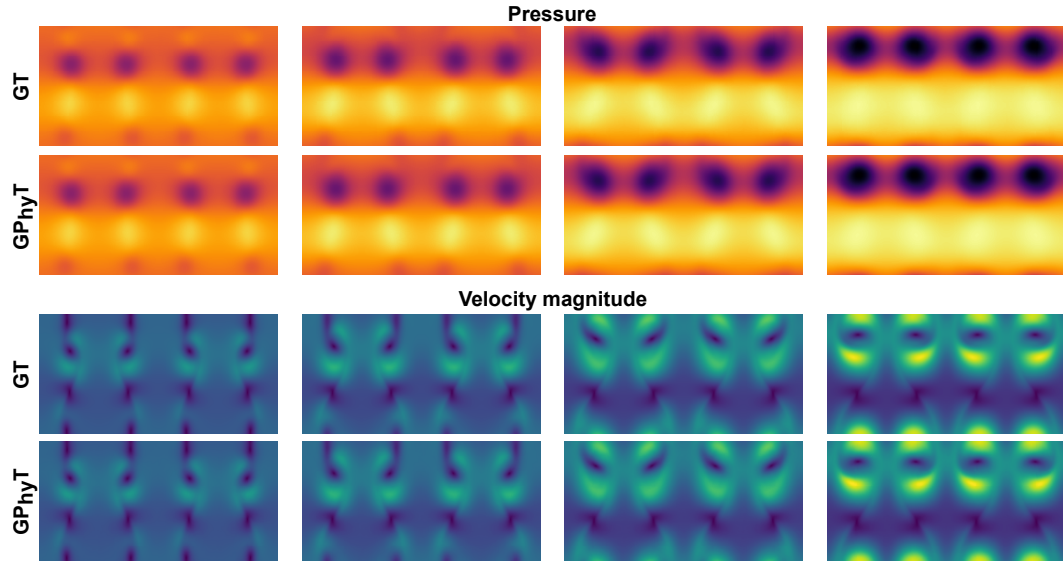 Pressure
GT
GPhyT
Velocity magnitude
GT
GPhyT